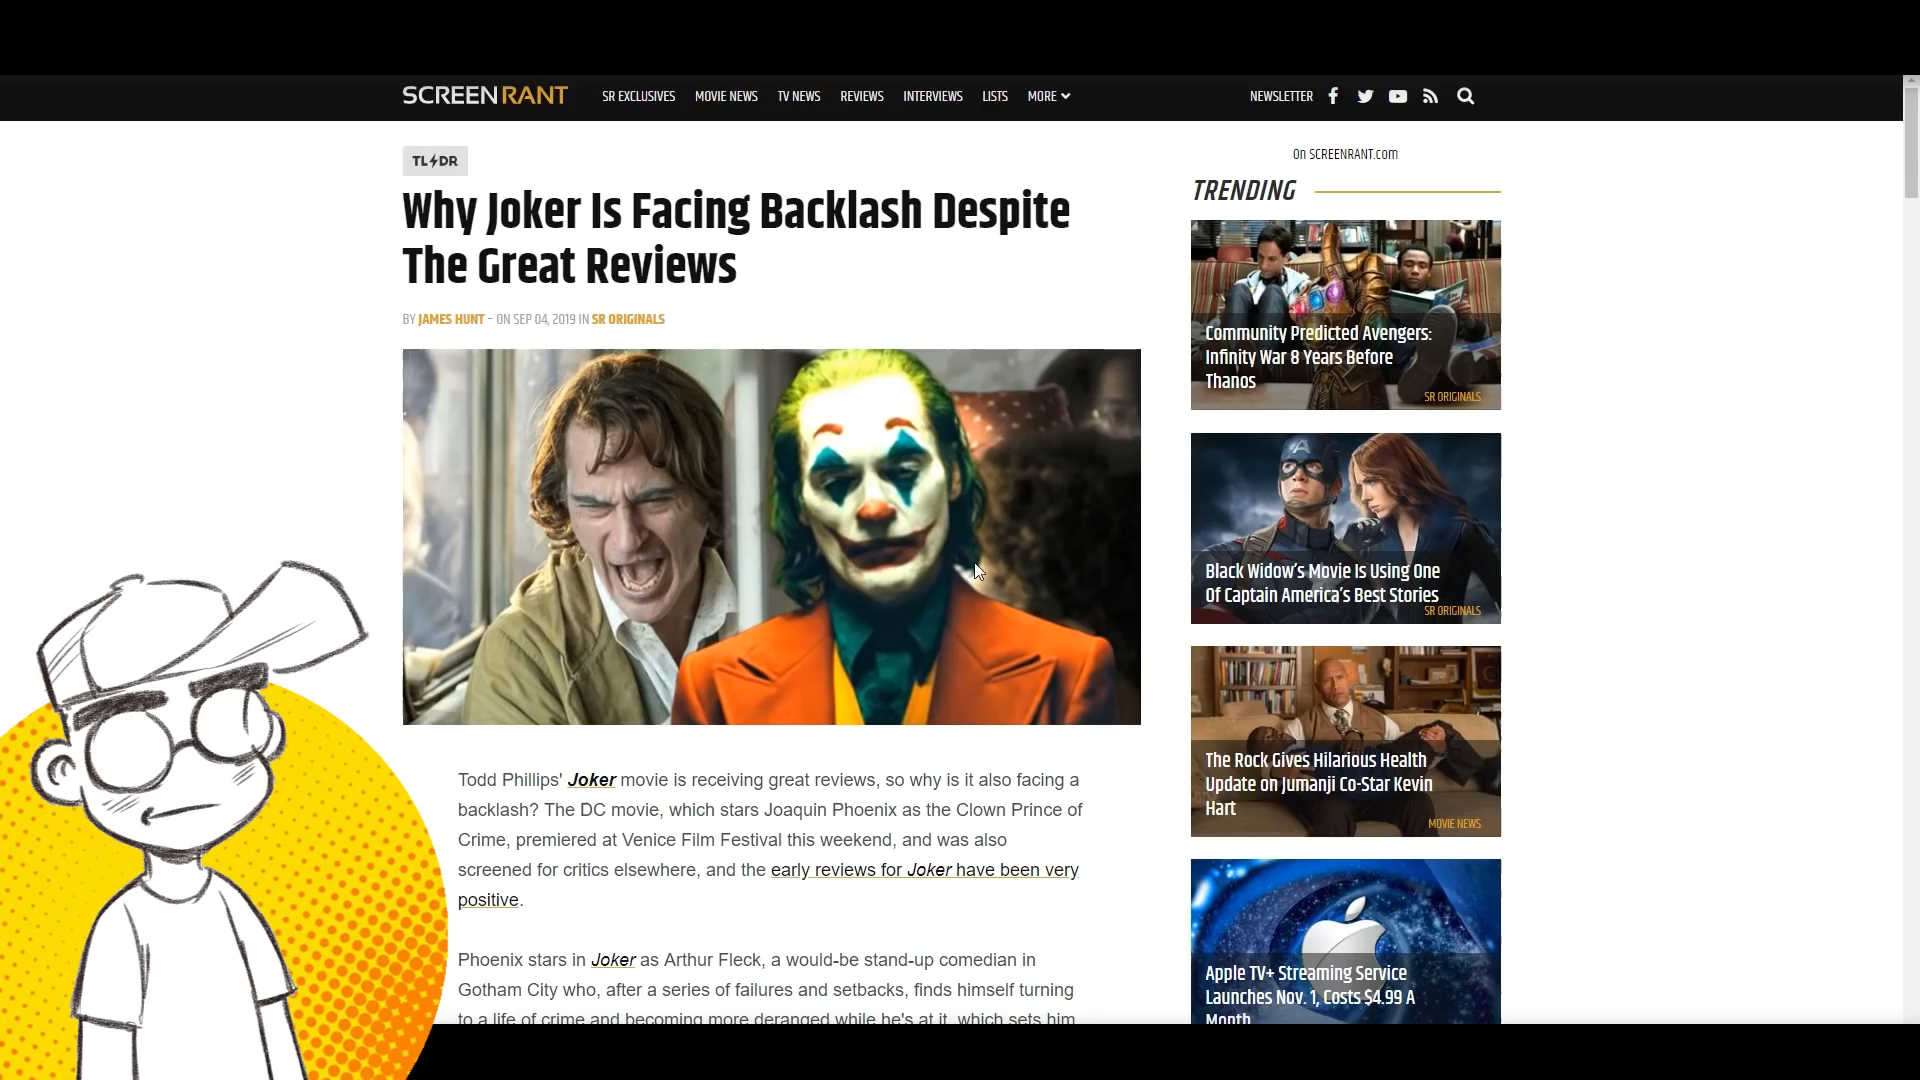 SCREENRANT
SR EXCLUSIVES MOVIE NEWS TV NEWS REVIEWS INTERVIEWS LISTS MORE
NEWSLETTER
TL DR
Why Joker Is Facing Backlash Despite
The Great Reviews
BY JAMES HUNT – ON SEP 04, 2019 IN SR ORIGINALS
Todd Phillips' Joker movie is receiving great reviews, so why is it also facing a
backlash? The DC movie, which stars Joaquin Phoenix as the Clown Prince of
Crime, premiered at Venice Film Festival this weekend, and was also
screened for critics elsewhere, and the early reviews for Joker have been very
positive.
Phoenix stars in Joker as Arthur Fleck, a would-be stand-up comedian in
Gotham City who, after a series of failures and setbacks, finds himself turning
to a life of crime and becoming more deranged while he's at it, which sets him
On SCREENRANT.com
TRENDING
Community Predicted Avengers:
Infinity War 8 Years Before
Thanos
SR ORIGINALS
Black Widow's Movie Is Using One
Of Captain America's Best Stories
SR ORIGINALS
The Rock Gives Hilarious Health
Update on Jumanji Co-Star Kevin
Hart
MOVIE NEWS
Apple TV+ Streaming Service
Launches Nov. 1, Costs $4.99 A
Month